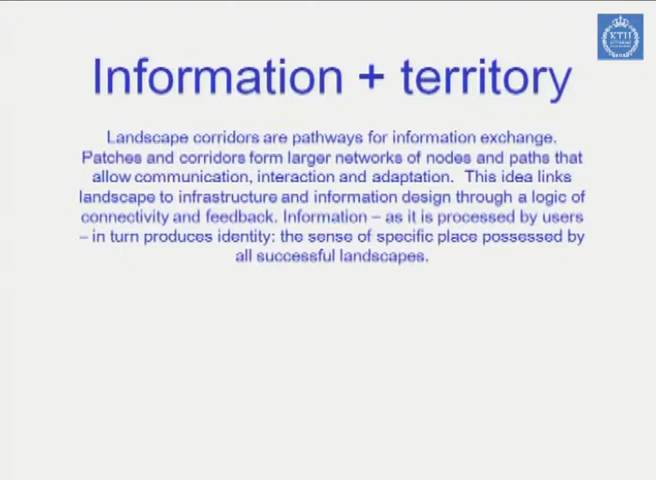 KTH
Information + territory
Landscape corridors are pathways for information exchange.
Patches and corridors form larger networks of nodes and paths that
allow communication, interaction and adaptation. This idea links
landscape to infrastructure and information design through a logic of
connectivity and feedback. Information – as it is processed by users
– in turn produces identity: the sense of specific place possessed by
all successful landscapes.